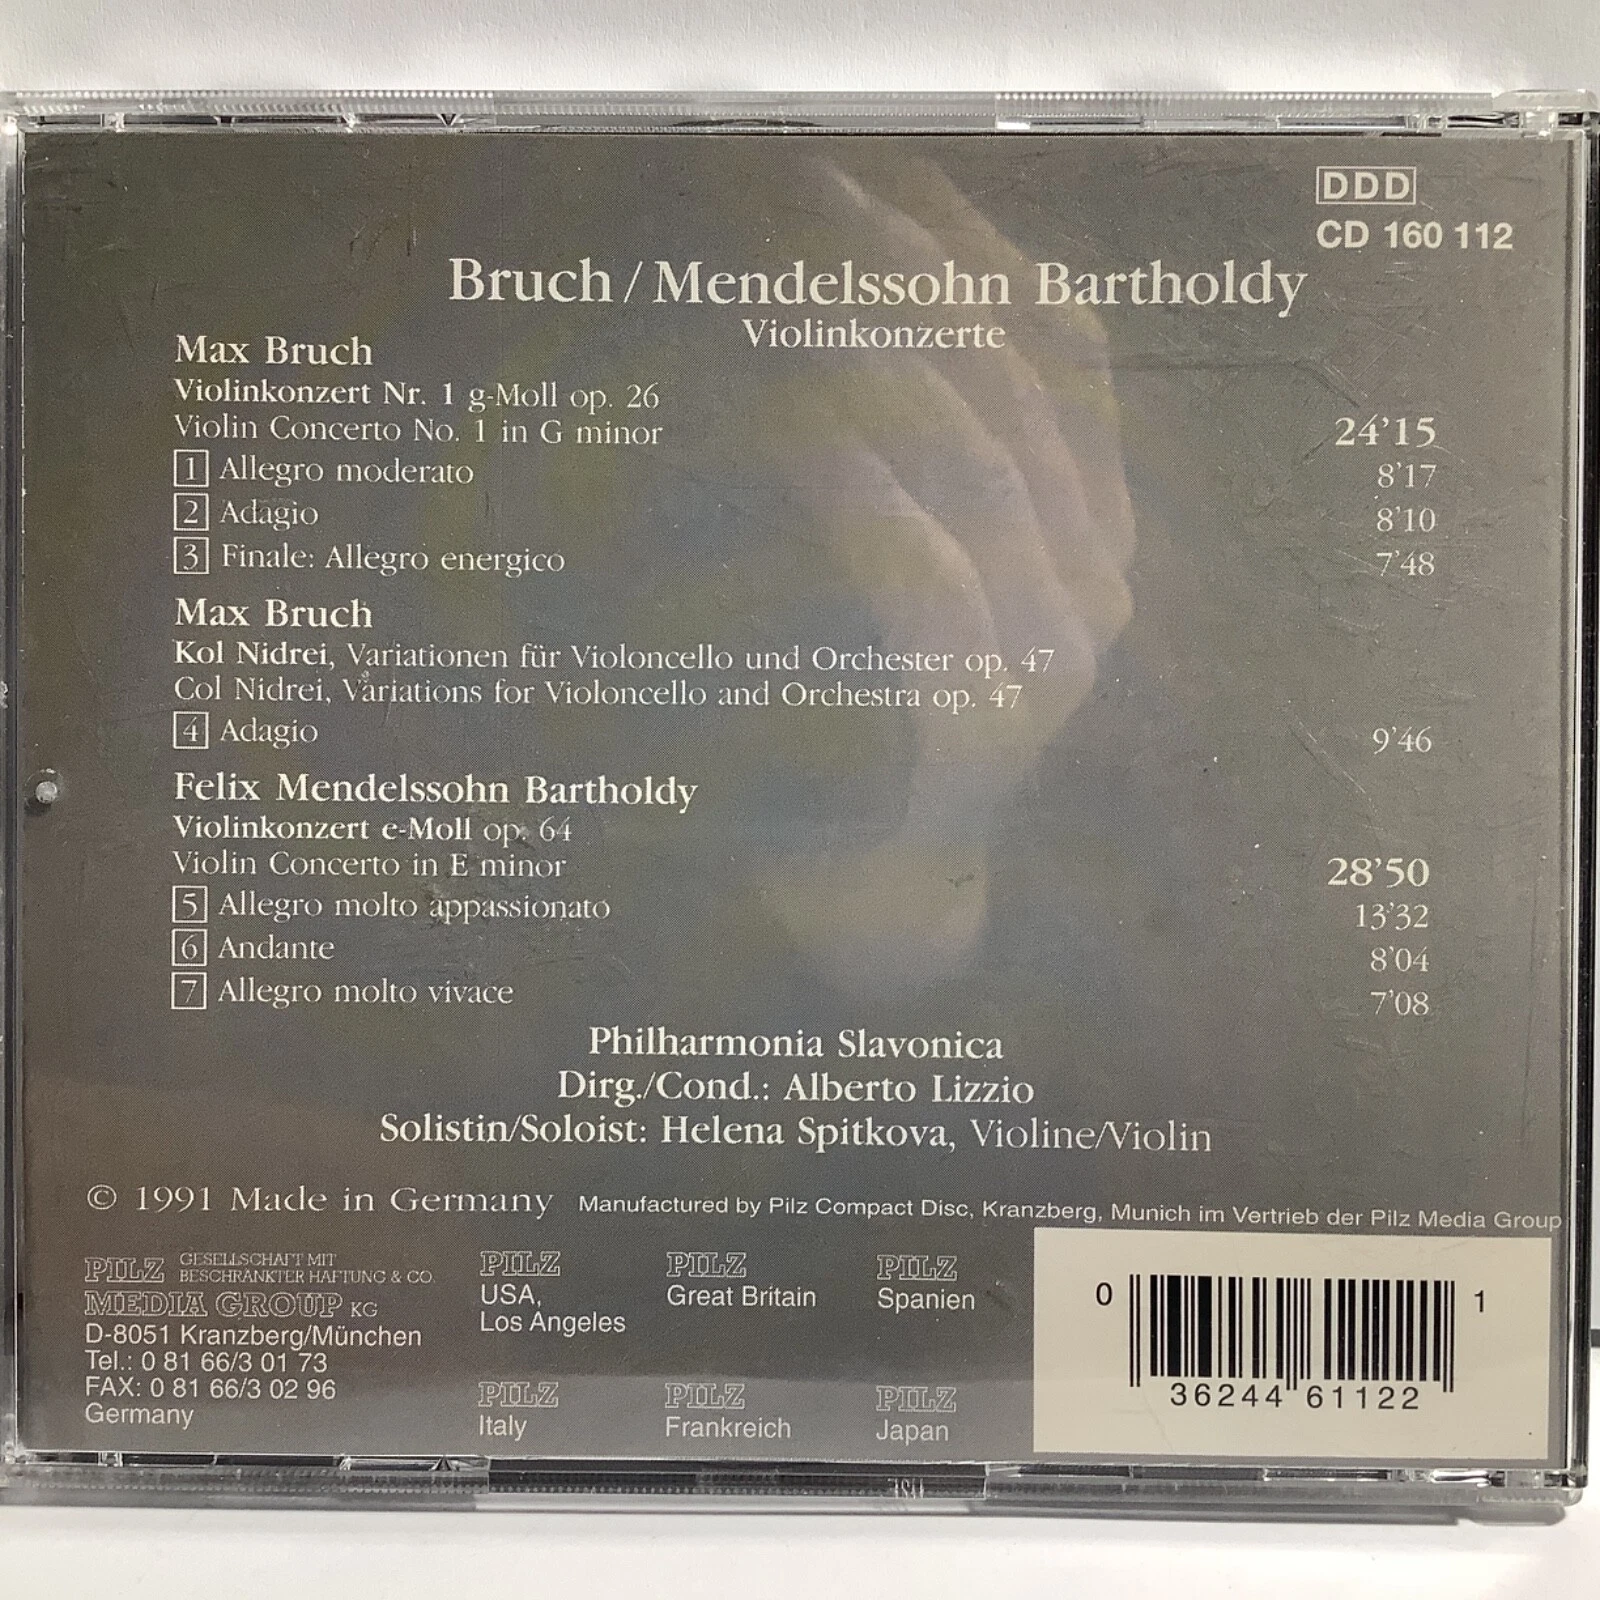 DDD
CD 160 112
Bruch / Mendelssohn Bartholdy
Violinkonzerte
Max Bruch
Violinkonzert Nr. 1 g-Moll op. 26
Violin Concerto No. 1 in G minor 24'15
1 Allegro moderato 8'17
2 Adagio 8'10
3 Finale: Allegro energico 7'48
Max Bruch
Kol Nidrei, Variationen für Violoncello und Orchester op. 47
Col Nidrei, Variations for Violoncello and Orchestra op. 47
4 Adagio 9'46
Felix Mendelssohn Bartholdy
Violinkonzert e-Moll op. 64
Violin Concerto in E minor 28'50
5 Allegro molto appassionato 13'32
6 Andante 8'04
7 Allegro molto vivace 7'08
Philharmonia Slavonica
Dirg./Cond.: Alberto Lizzio
Solistin/Soloist: Helena Spitkova, Violine/Violin
© 1991 Made in Germany Manufactured by Pilz Compact Disc, Kranzberg, Munich im Vertrieb der Pilz Media Group
PILZ GESELLSCHAFT MIT
BESCHRANKTER HAFTUNG & CO.
MEDIA GROUP KG
D-8051 Kranzberg/München
Tel.: 0 81 66/3 01 73
FAX: 0 81 66/3 02 96
Germany
PILZ
USA,
Los Angeles
PILZ
Great Britain
PILZ
Spanien
PILZ
Italy
PILZ
Frankreich
PILZ
Japan
0 36244 61122 1